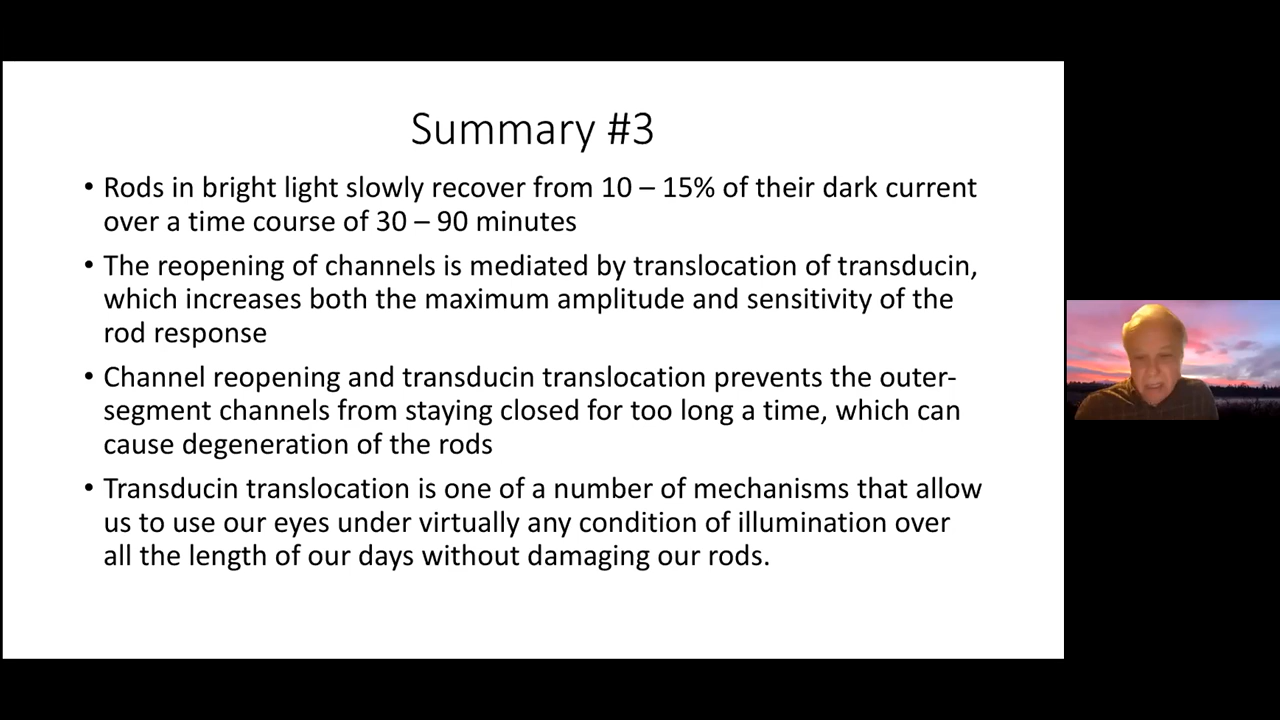 Summary #3
• Rods in bright light slowly recover from 10 – 15% of their dark current
over a time course of 30 – 90 minutes
• The reopening of channels is mediated by translocation of transducin,
which increases both the maximum amplitude and sensitivity of the
rod response
• Channel reopening and transducin translocation prevents the outer-
segment channels from staying closed for too long a time, which can
cause degeneration of the rods
• Transducin translocation is one of a number of mechanisms that allow
us to use our eyes under virtually any condition of illumination over
all the length of our days without damaging our rods.